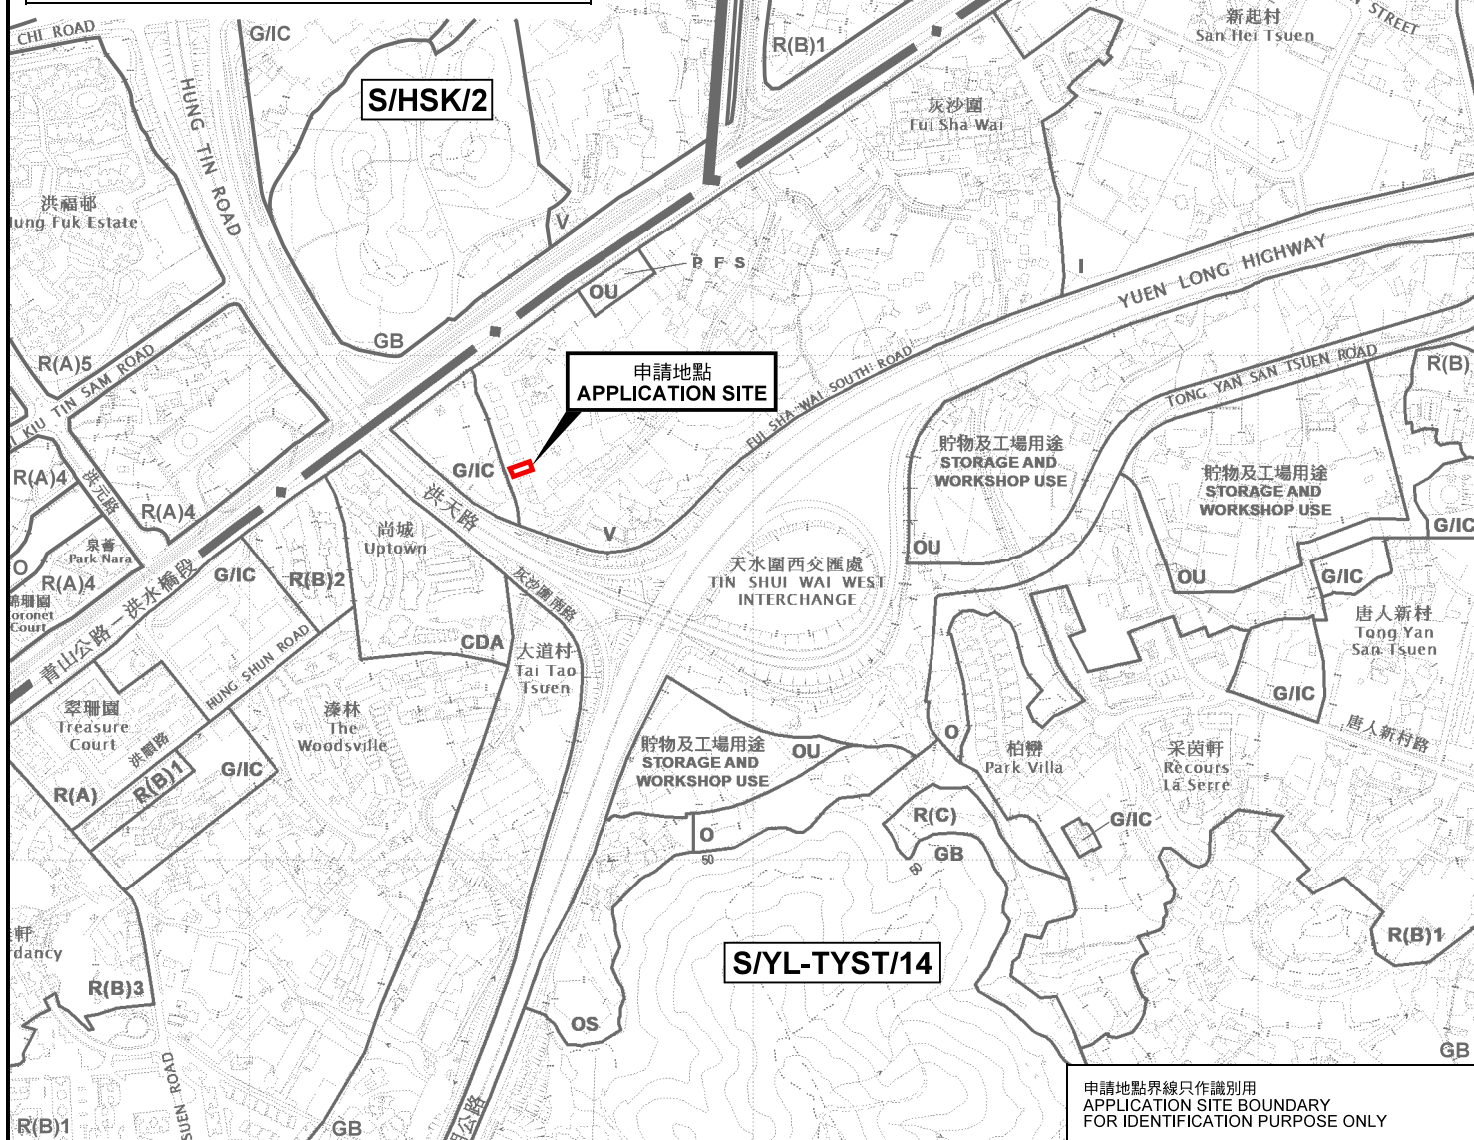 CHI ROAD
G/IC
S/HSK/2
R(B)1
新起村
San Hei Tsuen
STREET
灰沙圍
Fui Sha Wai
HUNG TIN ROAD
洪福邨
Hung Fuk Estate
V
P F S
OU
I
YUEN LONG HIGHWAY
GB
R(A)5
KIU TIN SAM ROAD
申請地點
APPLICATION SITE
FUI SHA WAI SOUTH ROAD
TONG YAN SAN TSUEN ROAD
R(B)
貯物及工場用途
STORAGE AND
WORKSHOP USE
貯物及工場用途
STORAGE AND
WORKSHOP USE
G/IC
R(A)4
洪元路
R(A)4
洪天路
尚城
Uptown
V
G/IC
泉薈
Park Nara
O
R(A)4
G/IC
R(B)2
灰沙圍南路
天水圍西交匯處
TIN SHUI WAI WEST
INTERCHANGE
OU
OU
G/IC
oronet
Court
青山公路－洪水橋段
HUNG SHUN ROAD
CDA
大道村
Tai Tao
Tsuen
唐人新村
Tong Yan
San Tsuen
G/IC
翠珊園
Treasure
Court
洪順路
溱林
The
Woodsville
唐人新村路
貯物及工場用途
STORAGE AND
WORKSHOP USE
OU
O
柏巒
Park Villa
采茵軒
Recours
La Serre
R(A)
R(B)1
G/IC
R(C)
G/IC
O
50
GB
50
軒
dancy
R(B)1
S/YL-TYST/14
R(B)3
OS
GB
SUEN ROAD
公路
R(B)1
GB
申請地點界線只作識別用
APPLICATION SITE BOUNDARY
FOR IDENTIFICATION PURPOSE ONLY